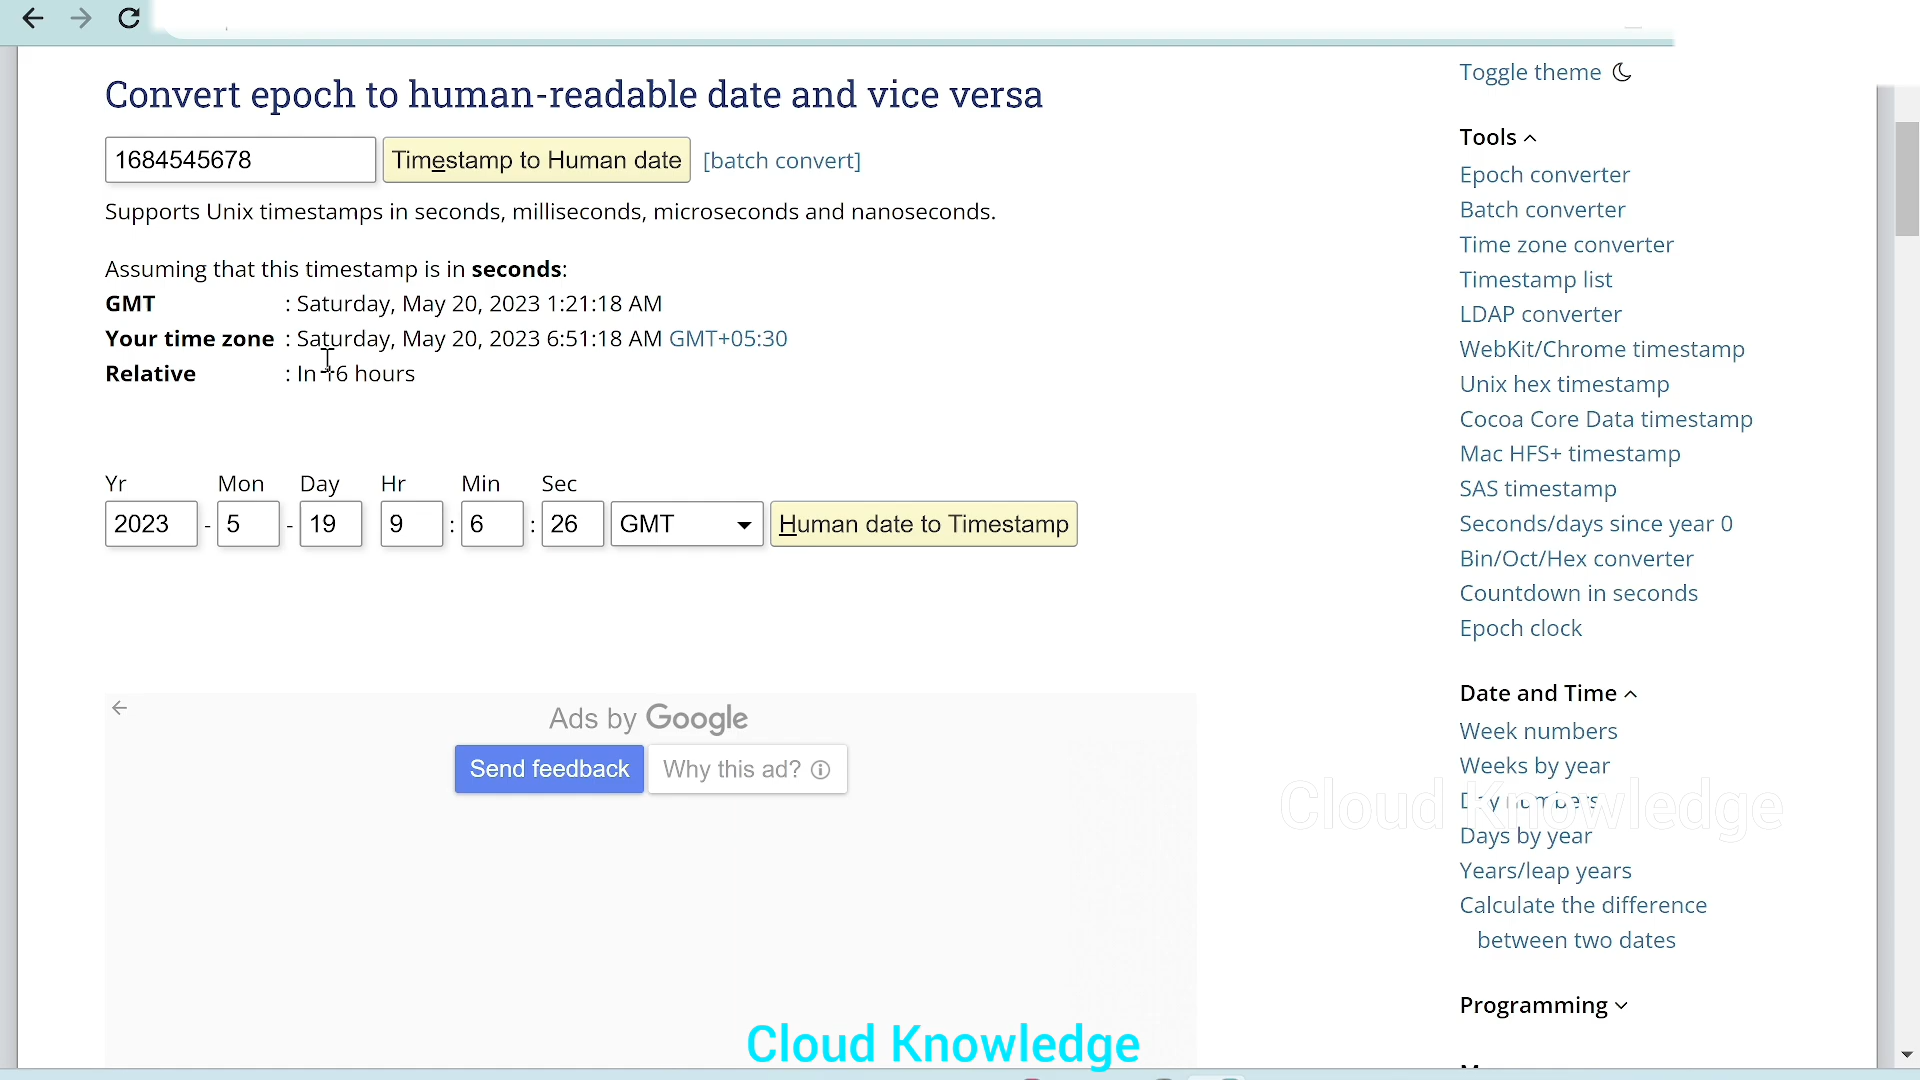 Convert epoch to human-readable date and vice versa
1684545678 Timestamp to Human date [batch convert]
Supports Unix timestamps in seconds, milliseconds, microseconds and nanoseconds.
Assuming that this timestamp is in seconds:
GMT : Saturday, May 20, 2023 1:21:18 AM
Your time zone : Saturday, May 20, 2023 6:51:18 AM GMT+05:30
Relative : In 16 hours
Yr Mon Day Hr Min Sec
2023 - 5 - 19 9 : 6 : 26 GMT Human date to Timestamp
Ads by Google
Send feedback Why this ad?
Toggle theme
Tools
Epoch converter
Batch converter
Time zone converter
Timestamp list
LDAP converter
WebKit/Chrome timestamp
Unix hex timestamp
Cocoa Core Data timestamp
Mac HFS+ timestamp
SAS timestamp
Seconds/days since year 0
Bin/Oct/Hex converter
Countdown in seconds
Epoch clock
Date and Time
Week numbers
Weeks by year
Day numbers
Cloud Knowledge
Days by year
Years/leap years
Calculate the difference
between two dates
Programming
Cloud Knowledge